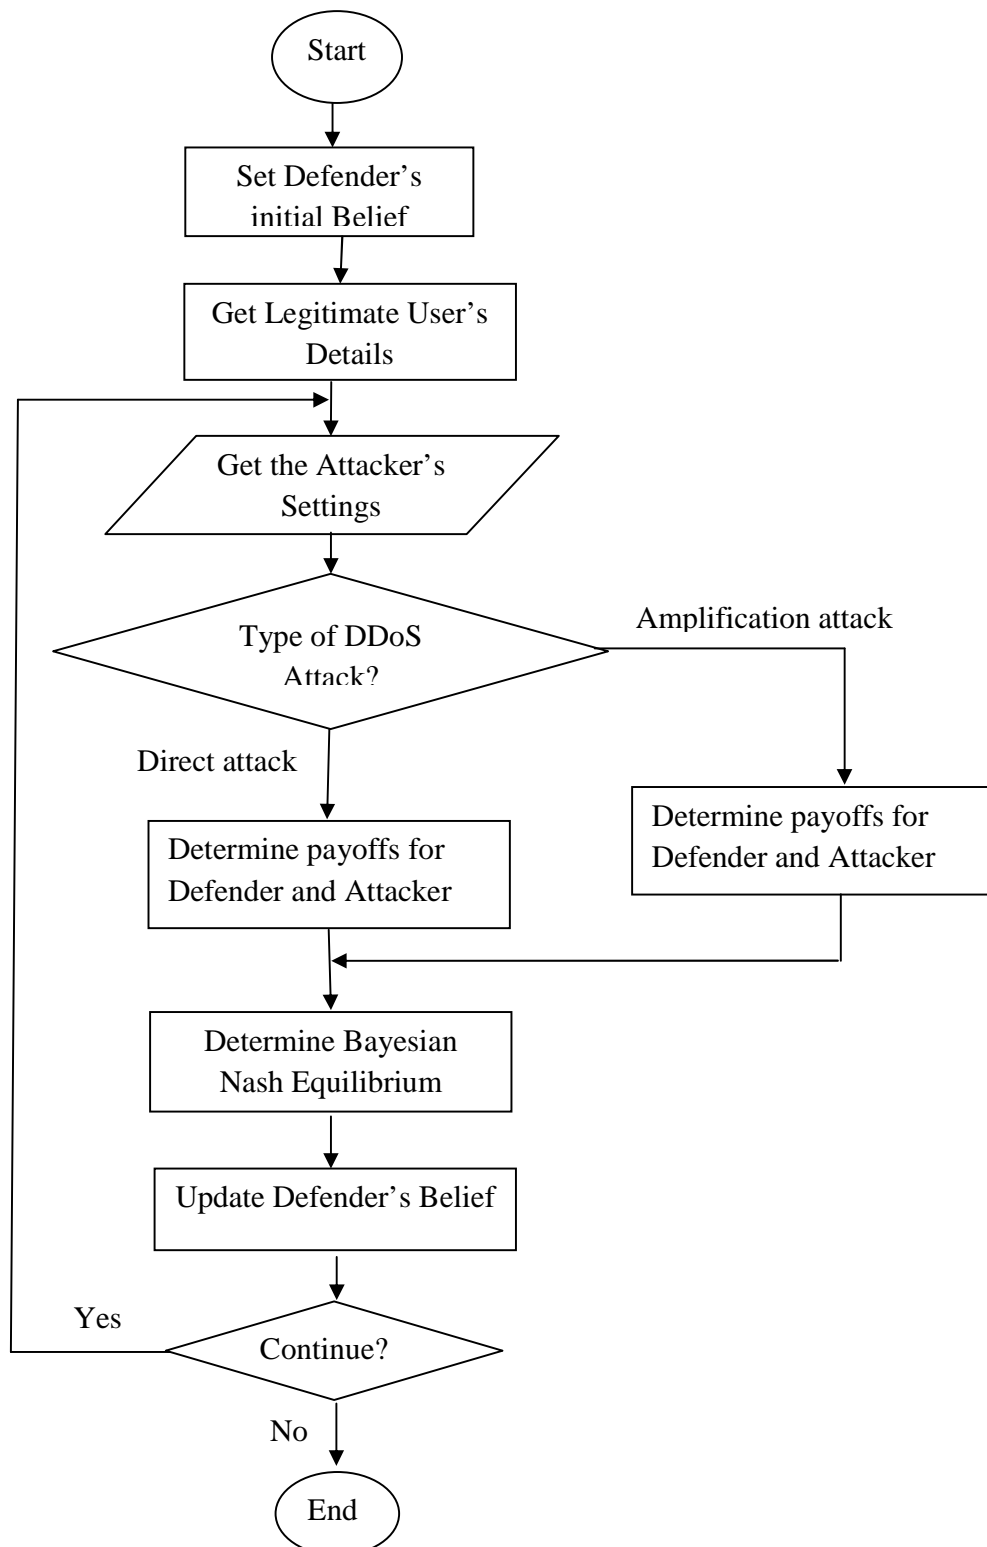 Start
Set Defender’s
initial Belief
Get Legitimate User’s
Details
Get the Attacker’s
Settings
Type of DDoS
Attack?
Amplification attack
Direct attack
Determine payoffs for
Defender and Attacker
Determine payoffs for
Defender and Attacker
Determine Bayesian
Nash Equilibrium
Update Defender’s Belief
Yes
Continue?
No
End